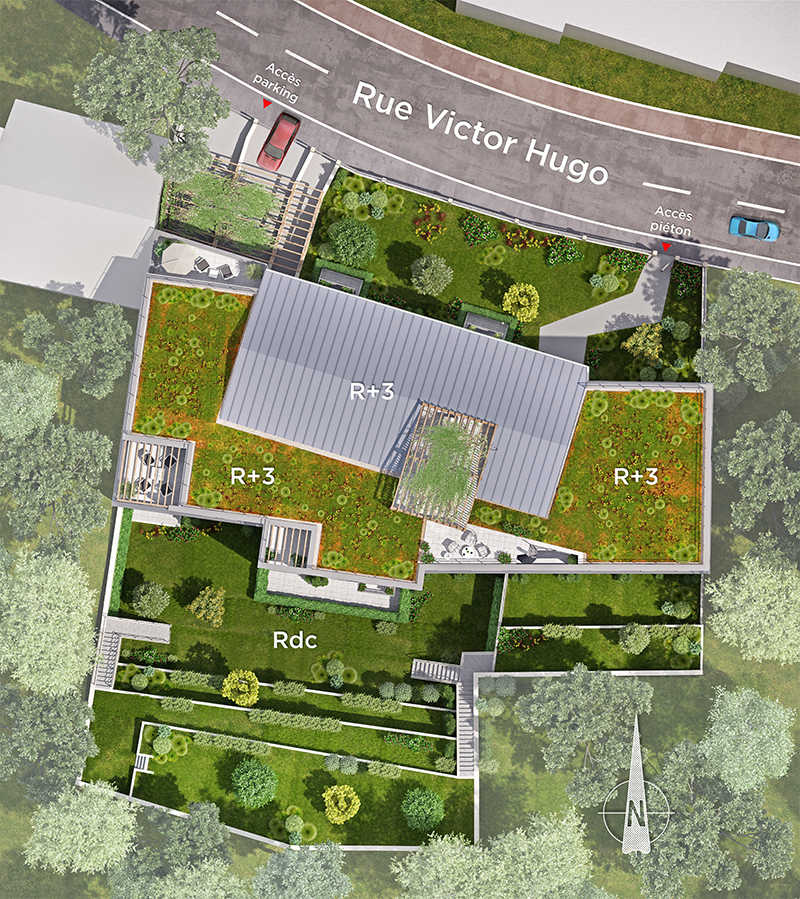 Accès
parking
Rue Victor Hugo
Accès
piéton
R+3
R+3
R+3
Rdc
N